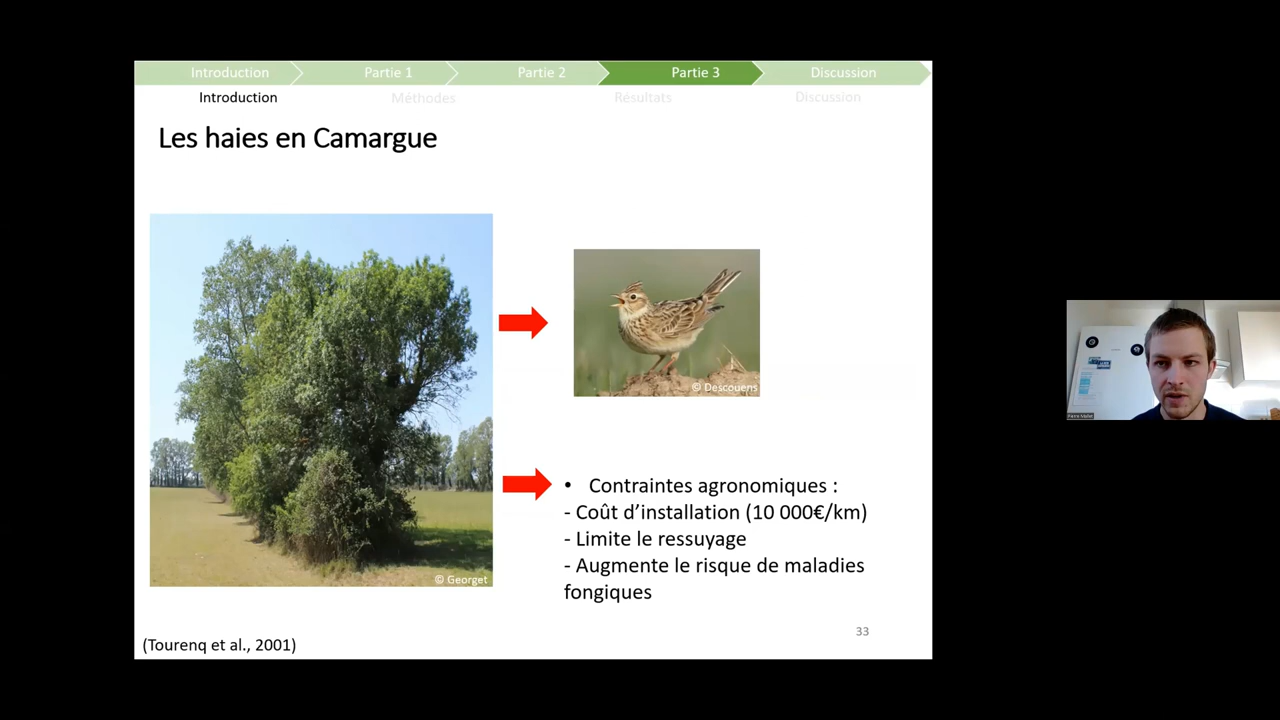 Introduction
Partie 1
Partie 2
Partie 3
Discussion
Introduction
Méthodes
Résultats
Discussion
Les haies en Camargue
© Descouens
• Contraintes agronomiques :
- Coût d’installation (10 000€/km)
- Limite le ressuyage
- Augmente le risque de maladies
fongiques
© Georget
33
(Tourenq et al., 2001)